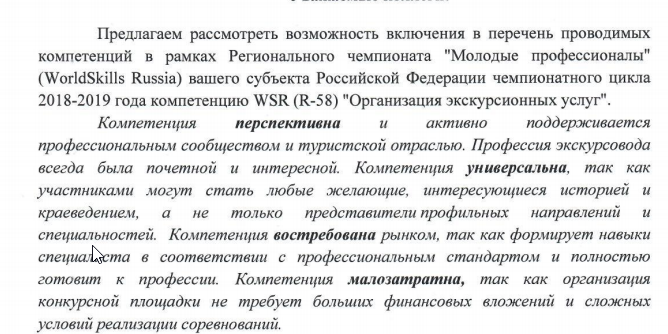 Предлагаем рассмотреть возможность включения в перечень проводимых
компетенций в рамках Регионального чемпионата "Молодые профессионалы"
(WorldSkills Russia) вашего субъекта Российской Федерации чемпионатного цикла
2018-2019 года компетенцию WSR (R-58) "Организация экскурсионных услуг".
Компетенция перспективна и активно поддерживается
профессиональным сообществом и туристской отраслью. Профессия экскурсовода
всегда была почетной и интересной. Компетенция универсальна, так как
участниками могут стать любые желающие, интересующиеся историей и
краеведением, а не только представители профильных направлений и
специальностей. Компетенция востребована рынком, так как формирует навыки
специалиста в соответствии с профессиональным стандартом и полностью
готовит к профессии. Компетенция малозатратна, так как организация
конкурсной площадки не требует больших финансовых вложений и сложных
условий реализации соревнований.